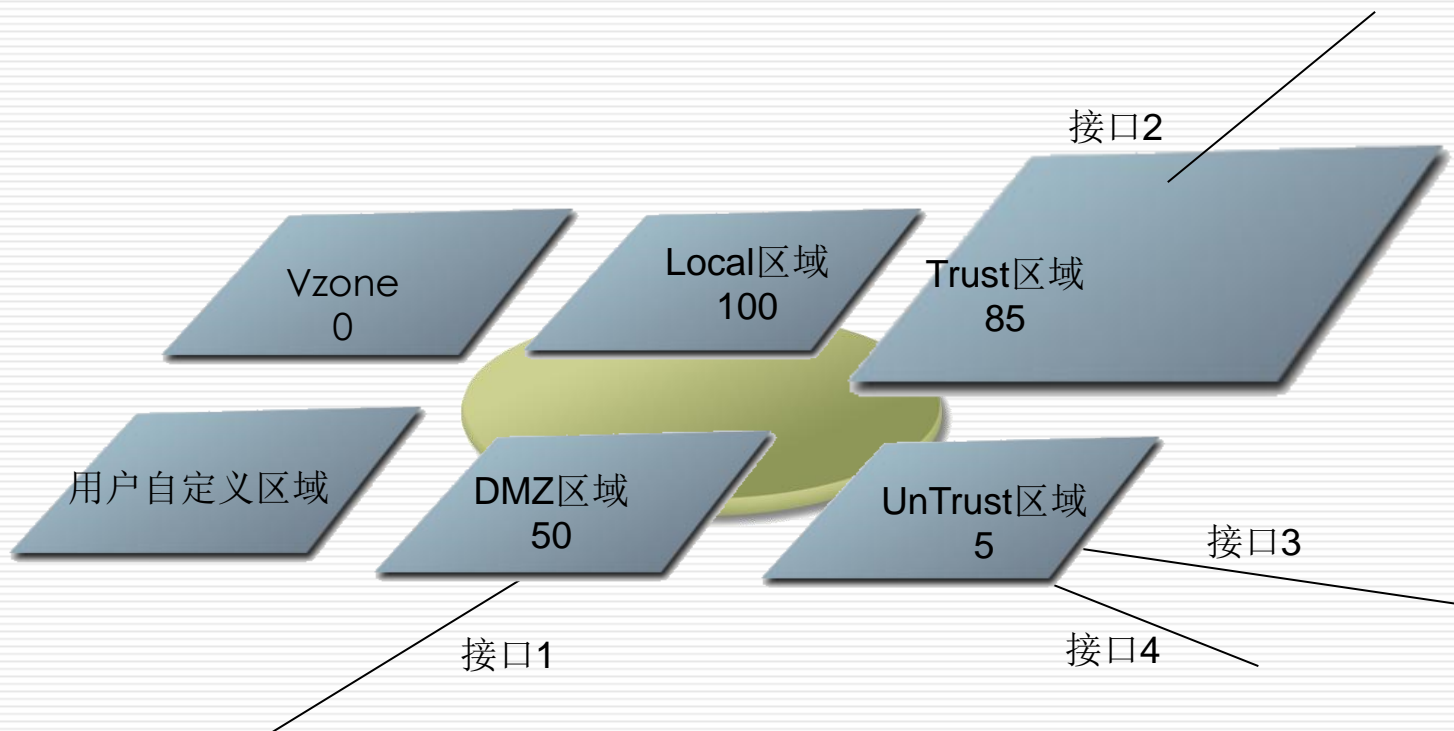 接口2
Vzone
0
Local区域
100
Trust区域
85
用户自定义区域
DMZ区域
50
UnTrust区域
5
接口3
接口1
接口4